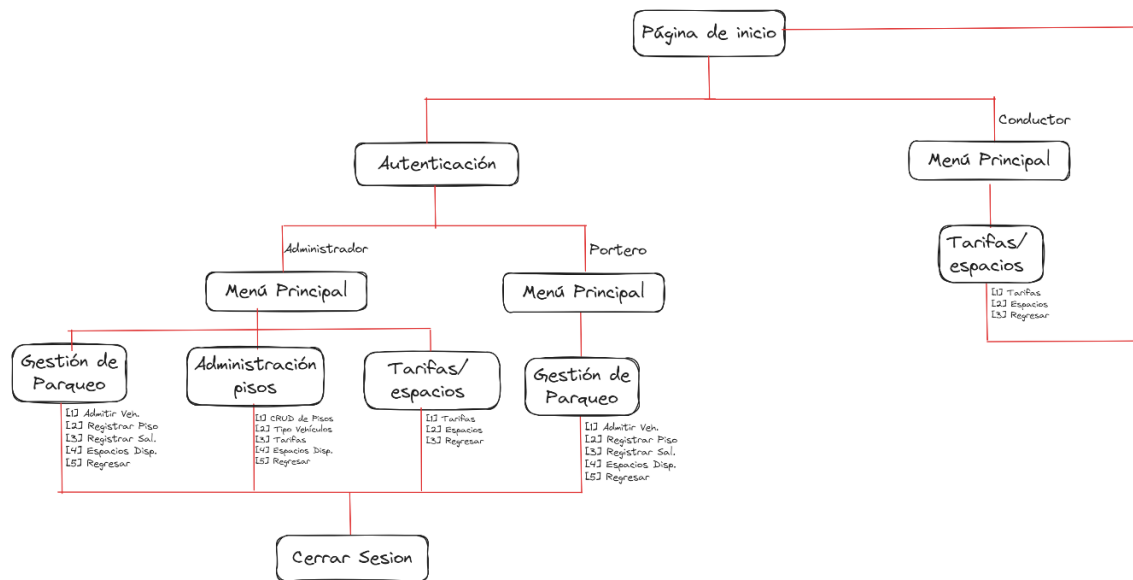 Página de inicio
Conductor
Autenticación
Menú Principal
Administrador
Portero
Tarifas/
espacios
Menú Principal
Menú Principal
[1] Tarifas
[2] Espacios
[3] Regresar
Gestión de
Parqueo
Administración
pisos
Tarifas/
espacios
Gestión de
Parqueo
[1] Admitir Veh.
[2] Registrar Piso
[3] Registrar Sal.
[4] Espacios Disp.
[5] Regresar
[1] CRUD de Pisos
[2] Tipo Vehículos
[3] Tarifas
[4] Espacios Disp.
[5] Regresar
[1] Tarifas
[2] Espacios
[3] Regresar
[1] Admitir Veh.
[2] Registrar Piso
[3] Registrar Sal.
[4] Espacios Disp.
[5] Regresar
Cerrar Sesion